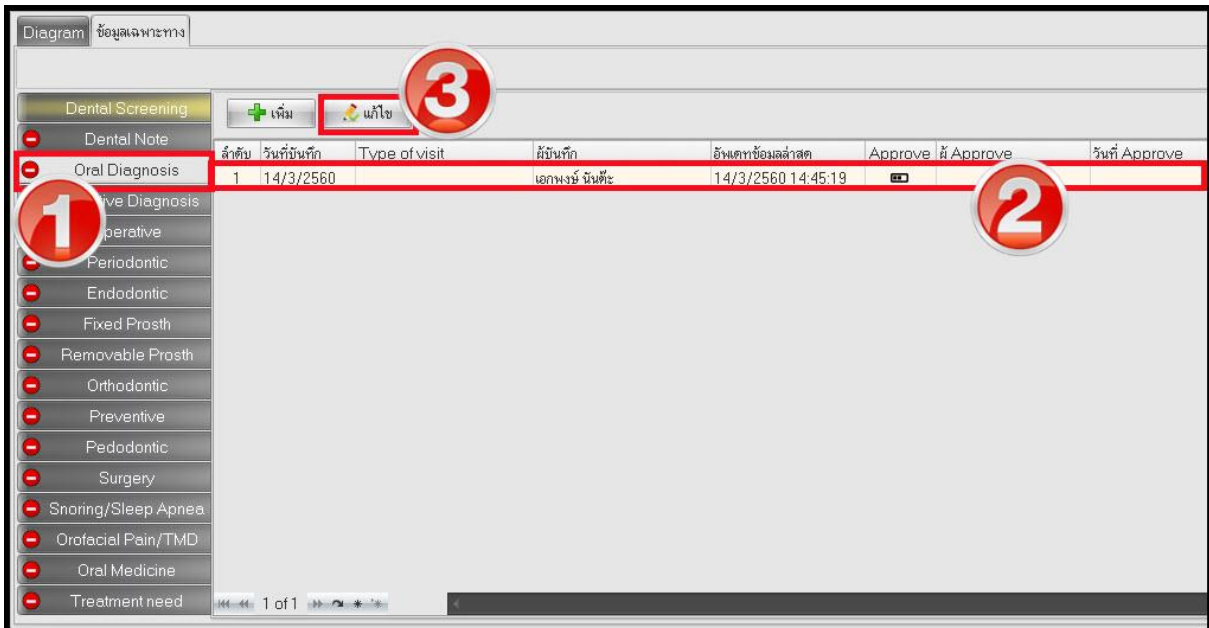 Diagram ข้อมูลเฉพาะทาง
3
Dental Screening
เพิ่ม แก้ไข
Dental Note
ลำดับ วันที่บันทึก Type of visit ผู้บันทึก อัพเดทข้อมูลล่าสุด Approve ผู้ Approve วันที่ Approve
Oral Diagnosis
1 14/3/2560 เอกพงษ์ นันต๊ะ 14/3/2560 14:45:19
1
2
Diagnosis
Periodontic
Endodontic
Fixed Prosth
Removable Prosth
Orthodontic
Preventive
Pedodontic
Surgery
Snoring/Sleep Apnea
Orofacial Pain/TMD
Oral Medicine
Treatment need
1 of 1